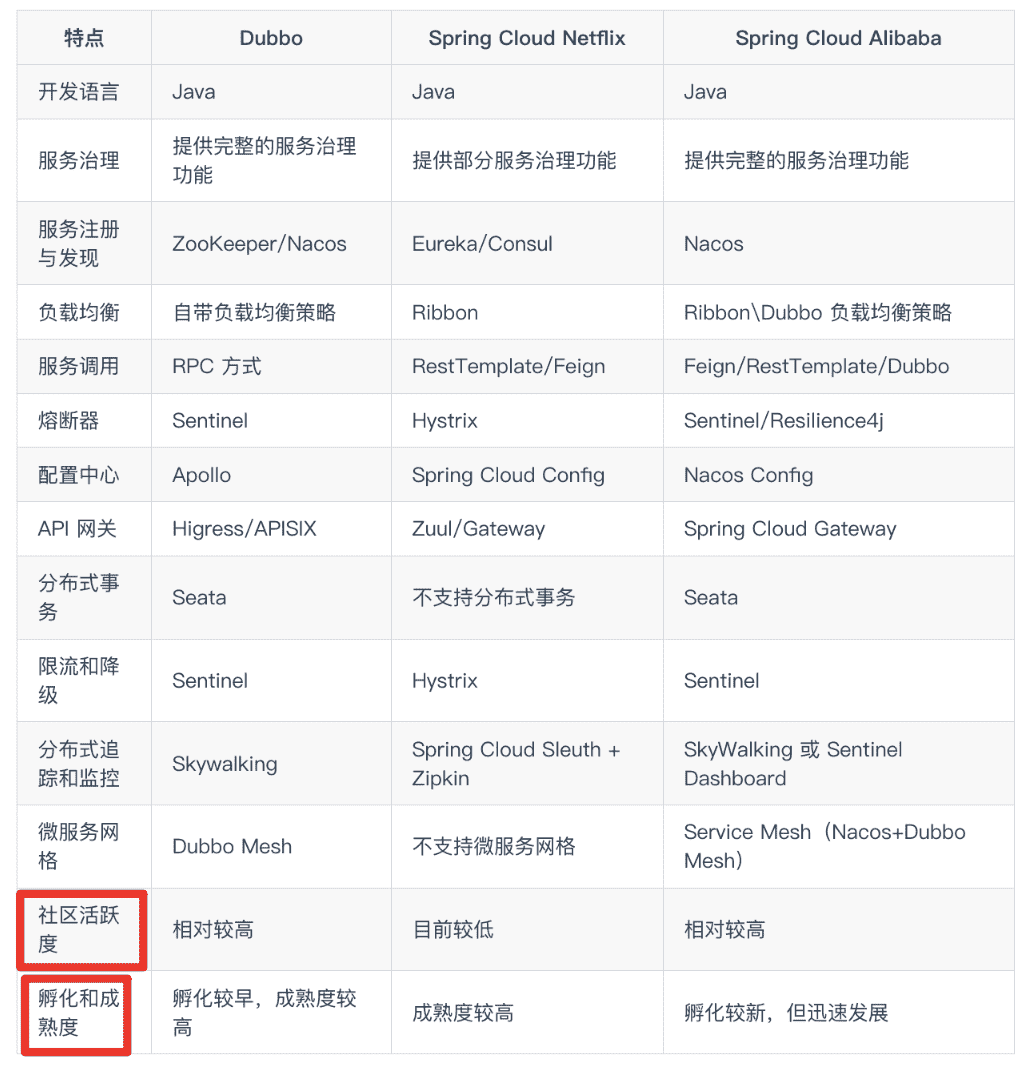 特点 Dubbo Spring Cloud Netflix Spring Cloud Alibaba
开发语言 Java Java Java
服务治理 提供完整的服务治理
功能 提供部分服务治理功能 提供完整的服务治理功能
服务注册
与发现 ZooKeeper/Nacos Eureka/Consul Nacos
负载均衡 自带负载均衡策略 Ribbon Ribbon\Dubbo 负载均衡策略
服务调用 RPC 方式 RestTemplate/Feign Feign/RestTemplate/Dubbo
熔断器 Sentinel Hystrix Sentinel/Resilience4j
配置中心 Apollo Spring Cloud Config Nacos Config
API 网关 Higress/APISIX Zuul/Gateway Spring Cloud Gateway
分布式事
务 Seata 不支持分布式事务 Seata
限流和降
级 Sentinel Hystrix Sentinel
分布式追
踪和监控 Skywalking Spring Cloud Sleuth +
Zipkin SkyWalking 或 Sentinel
Dashboard
微服务网
格 Dubbo Mesh 不支持微服务网格 Service Mesh（Nacos+Dubbo
Mesh）
社区活跃
度 相对较高 目前较低 相对较高
孵化和成
熟度 孵化较早，成熟度较
高 成熟度较高 孵化较新，但迅速发展